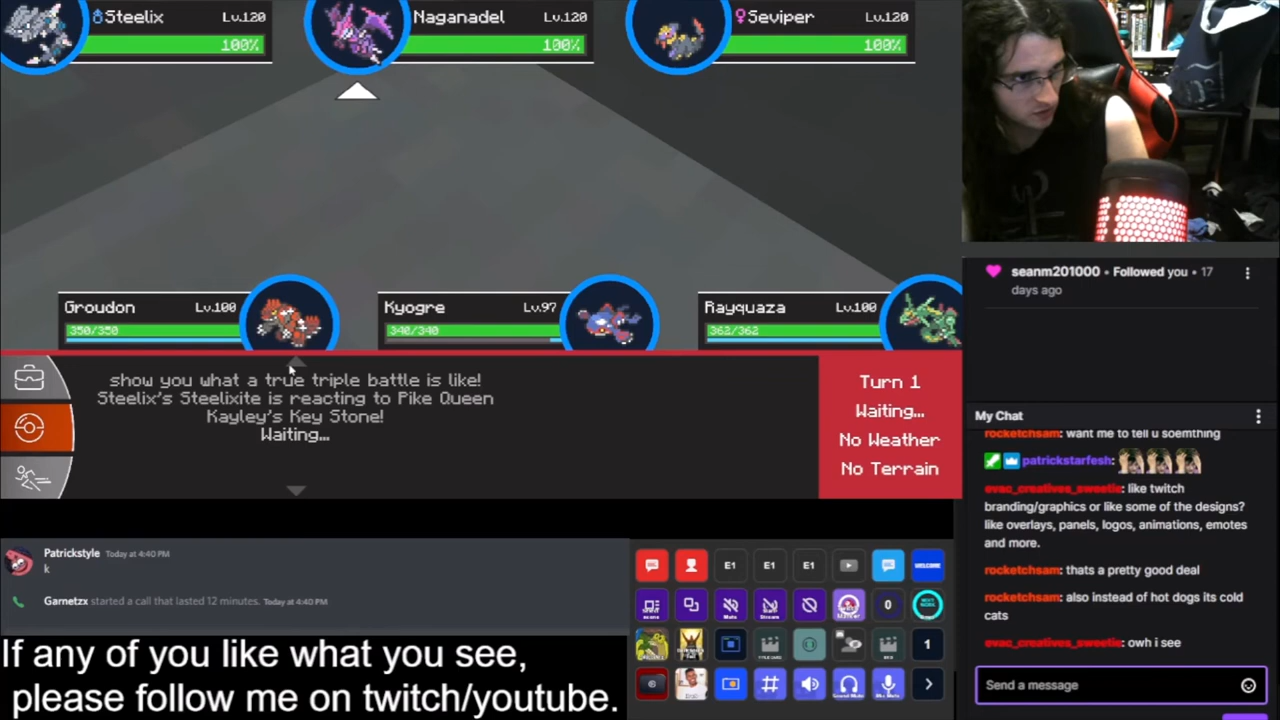 ♂Steelix Lv.120
100%
Naganadel Lv.120
100%
♀Seviper Lv.120
100%
Groudon Lv.100
350/350
Kyogre Lv.97
340/340
Rayquaza Lv.100
362/362
show you what a true triple battle is like!
Steelix's Steelixite is reacting to Pike Queen
Kayley's Key Stone!
Waiting...
Turn 1
Waiting...
No Weather
No Terrain
seanm201000 • Followed you • 17
days ago
My Chat
rocketchsam: want me to tell u soemthing
patrickstarfesh:
evac_creatives_sweetie: like twitch
branding/graphics or like some of the designs?
like overlays, panels, logos, animations, emotes
and more.
rocketchsam: thats a pretty good deal
rocketchsam: also instead of hot dogs its cold
cats
evac_creatives_sweetie: owh i see
Send a message
Patrickstyle Today at 4:40 PM
k
Garnetzx started a call that lasted 12 minutes. Today at 4:40 PM
E1 E1 E1
WELCOME
Mute
Stream
0
1
If any of you like what you see,
please follow me on twitch/youtube.